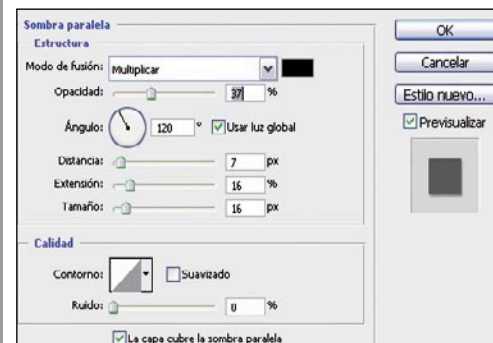 Sombra paralela
Estructura
Modo de fusión: Multiplicar
Opacidad: 37 %
Ángulo: 120 ° Usar luz global
Distancia: 7 px
Extensión: 16 %
Tamaño: 16 px
Calidad
Contorno: Suavizado
Ruido: 0 %
La capa cubre la sombra paralela
OK
Cancelar
Estilo nuevo...
Previsualizar